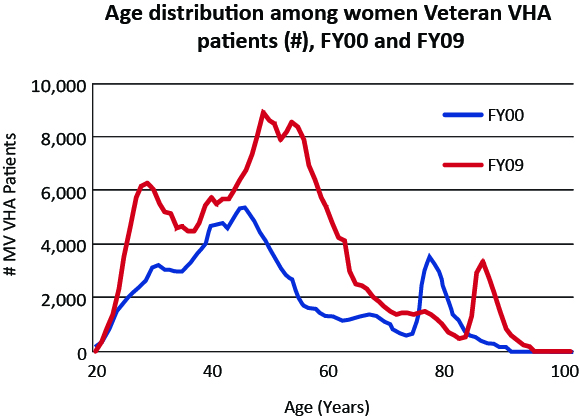 Age distribution among women Veteran VHA
patients (#), FY00 and FY09
10,000
8,000
6,000
4,000
2,000
0
# MV VHA Patients
FY00
FY09
20 40 60 80 100
Age (Years)